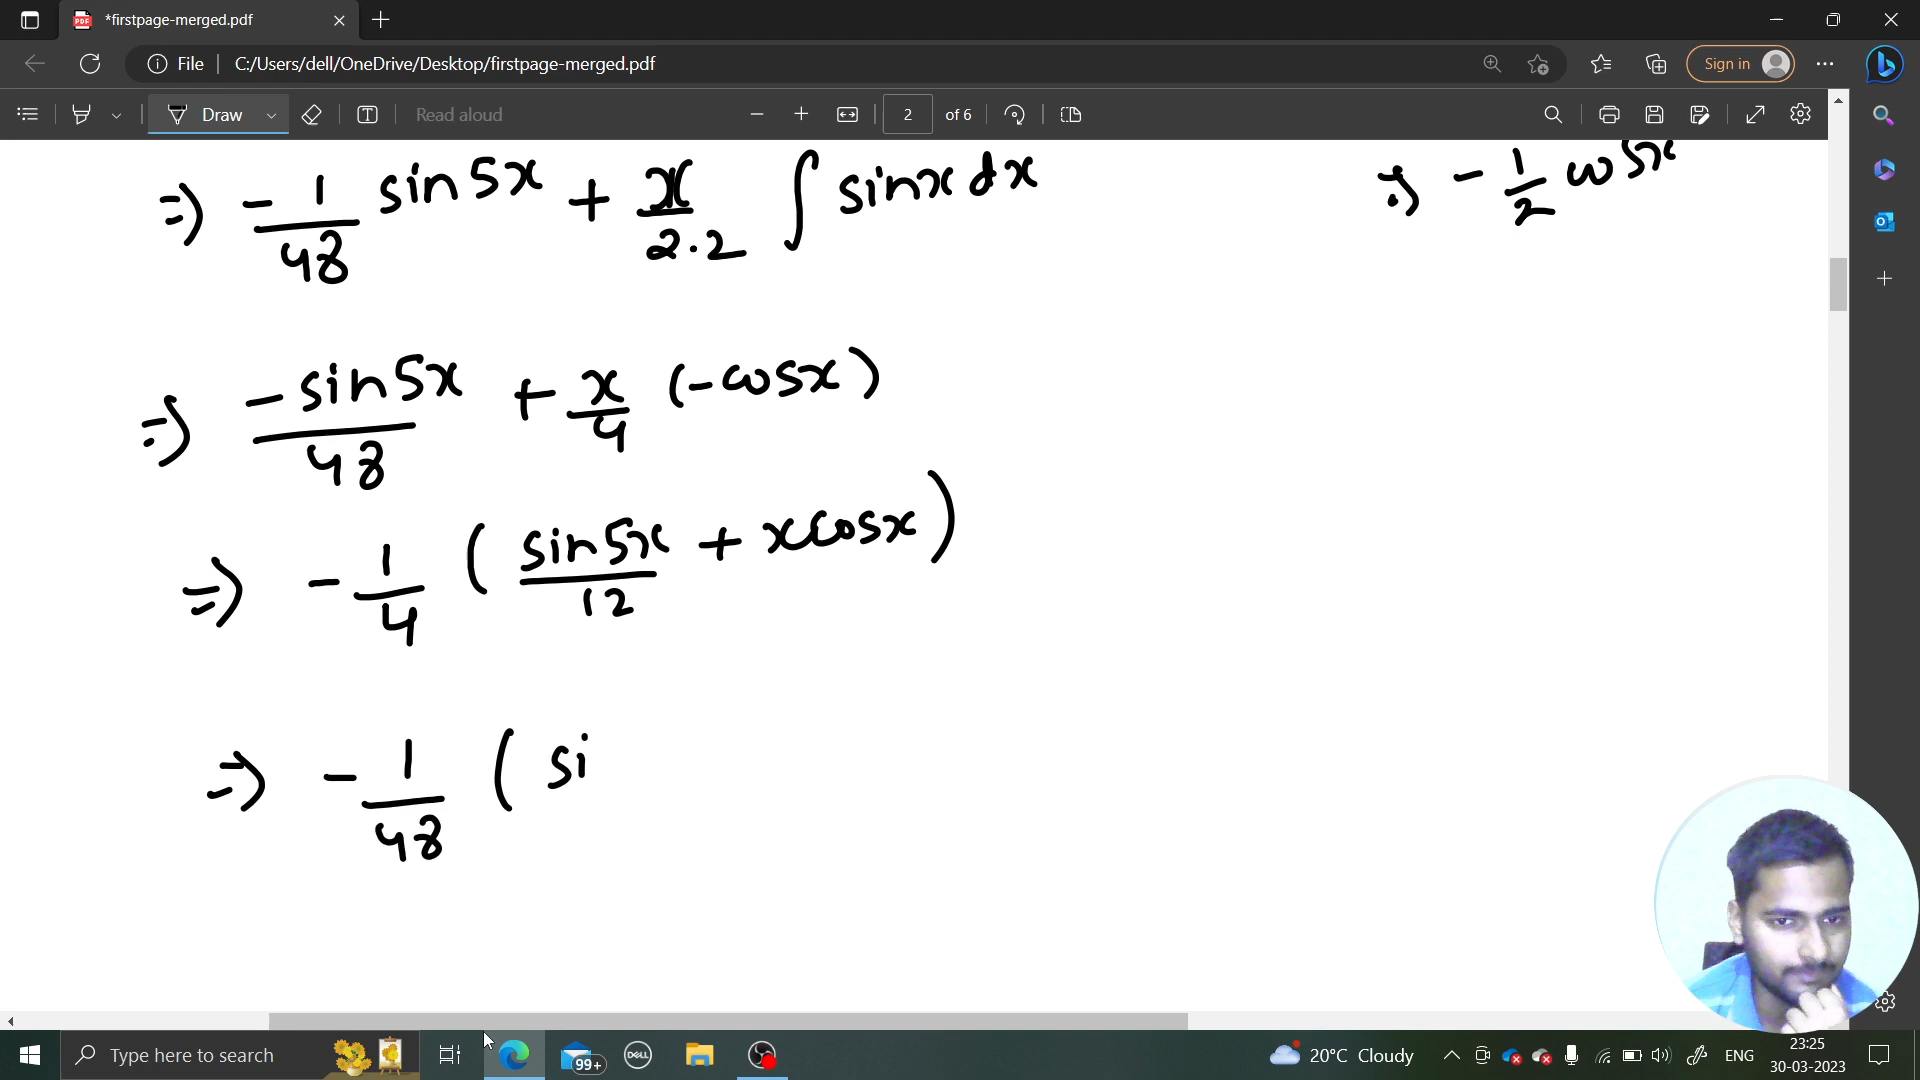 *firstpage-merged.pdf
File C:/Users/dell/OneDrive/Desktop/firstpage-merged.pdf
Sign in
Draw
Read aloud
2 of 6
=) -1/48 sin5x + x/2.2 ∫ sinx dx
=) -1/2 cosx
=) -sin5x/48 + x/4 (-cosx)
=) -1/4 ( sin5x/12 + xcosx )
=) -1/48 ( si
Type here to search
99+
DELL
20°C Cloudy
ENG
23:25
30-03-2023